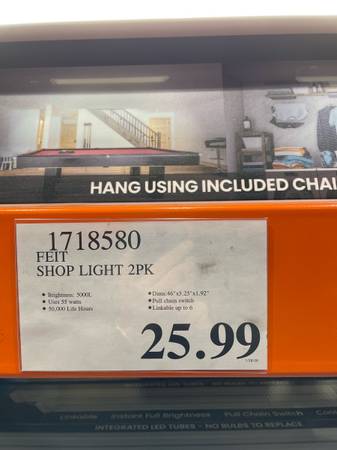 HANG USING INCLUDED CHAI
1718580
FEIT
SHOP LIGHT 2PK
• Brightness: 5000L
• Uses 55 watts
• 50,000 Life Hours
• Dims:46"x5.25"x1.92"
• Pull chain switch
• Linkable up to 6
25.99
Linkable Instant Full Brightness Pull Chain Switch
INTEGRATED LED TUBES - NO BULBS TO REPLACE